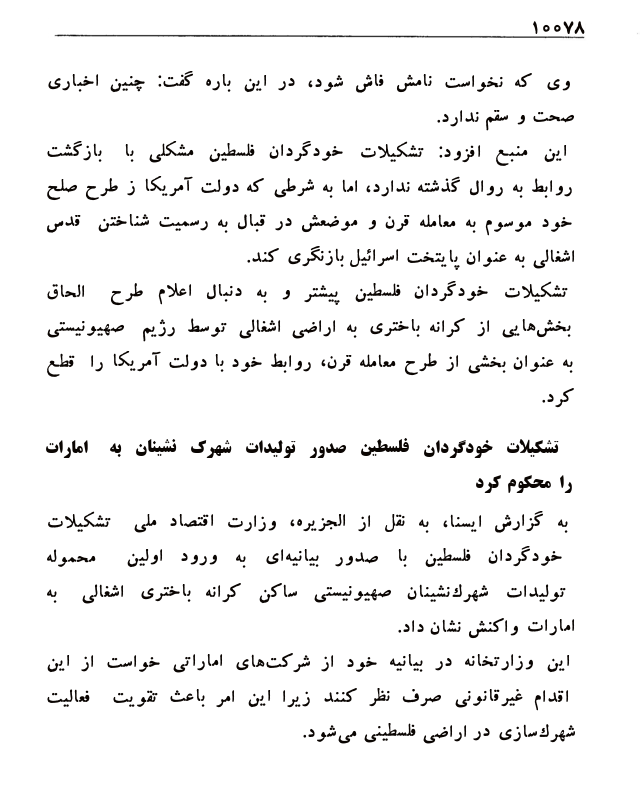 ۱۰۰۷۸
وی که نخواست نامش فاش شود، در این باره گفت: چنین اخباری
صحت و سقم ندارد.
این منبع افزود: تشکیلات خودگردان فلسطین مشکلی با بازگشت
روابط به روال گذشته ندارد، اما به شرطی که دولت آمریکا ز طرح صلح
خود موسوم به معامله قرن و موضعش در قبال به رسمیت شناختن قدس
اشغالی به عنوان پایتخت اسرائیل بازنگری کند.
تشکیلات خودگردان فلسطین پیشتر و به دنبال اعلام طرح الحاق
بخش‌هایی از کرانه باختری به اراضی اشغالی توسط رژیم صهیونیستی
به عنوان بخشی از طرح معامله قرن، روابط خود با دولت آمریکا را قطع
کرد.
تشکیلات خودگردان فلسطین صدور تولیدات شهرک نشینان به امارات
را محکوم کرد
به گزارش ایسنا، به نقل از الجزیره، وزارت اقتصاد ملی تشکیلات
خودگردان فلسطین با صدور بیانیه‌ای به ورود اولین محموله
تولیدات شهرک‌نشینان صهیونیستی ساکن کرانه باختری اشغالی به
امارات واکنش نشان داد.
این وزارتخانه در بیانیه خود از شرکت‌های اماراتی خواست از این
اقدام غیرقانونی صرف نظر کنند زیرا این امر باعث تقویت فعالیت
شهرک‌سازی در اراضی فلسطینی می‌شود.